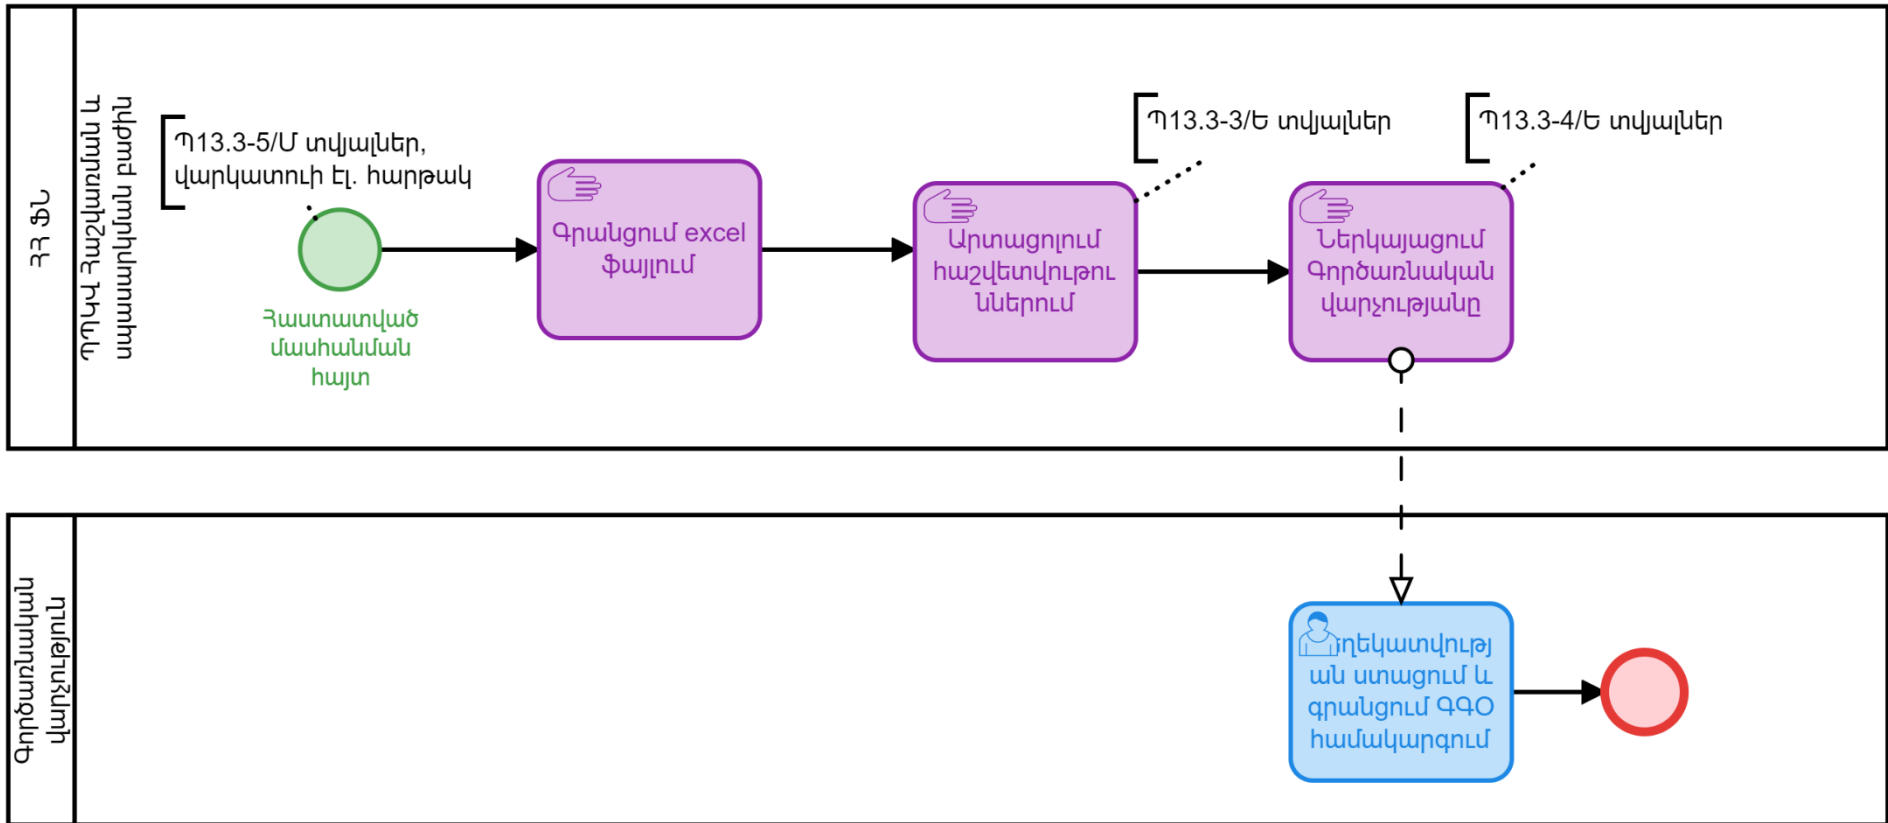 ՀՀ ՖՆ
ՊՊԿՎ Հաշվառման և
սպասարկվող բաժին
Պ13.3-5/Մ տվյալներ,
վարկատուի էլ. հարթակ
Հաստատված
մասհանման
հայտ
Գրանցում excel
ֆայլում
Արտացոլում
հաշվետվությու
ններում
Պ13.3-3/Ե տվյալներ
Ներկայացում
Գործառնական
վարչությանը
Պ13.3-4/Ե տվյալներ
Գործառնական
վարչություն
եղեկատվությ
ան ստացում և
գրանցում ԳԳՕ
համակարգում